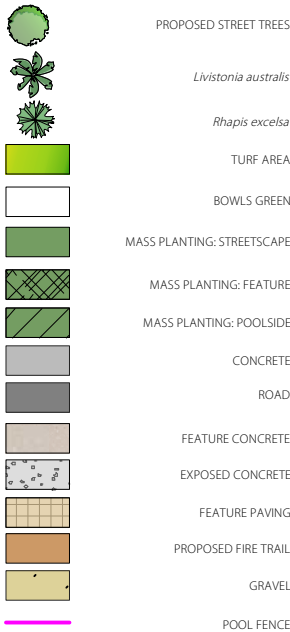 PROPOSED STREET TREES
Livistonia australis
Rhapis excelsa
TURF AREA
BOWLS GREEN
MASS PLANTING: STREETSCAPE
MASS PLANTING: FEATURE
MASS PLANTING: POOLSIDE
CONCRETE
ROAD
FEATURE CONCRETE
EXPOSED CONCRETE
FEATURE PAVING
PROPOSED FIRE TRAIL
GRAVEL
POOL FENCE